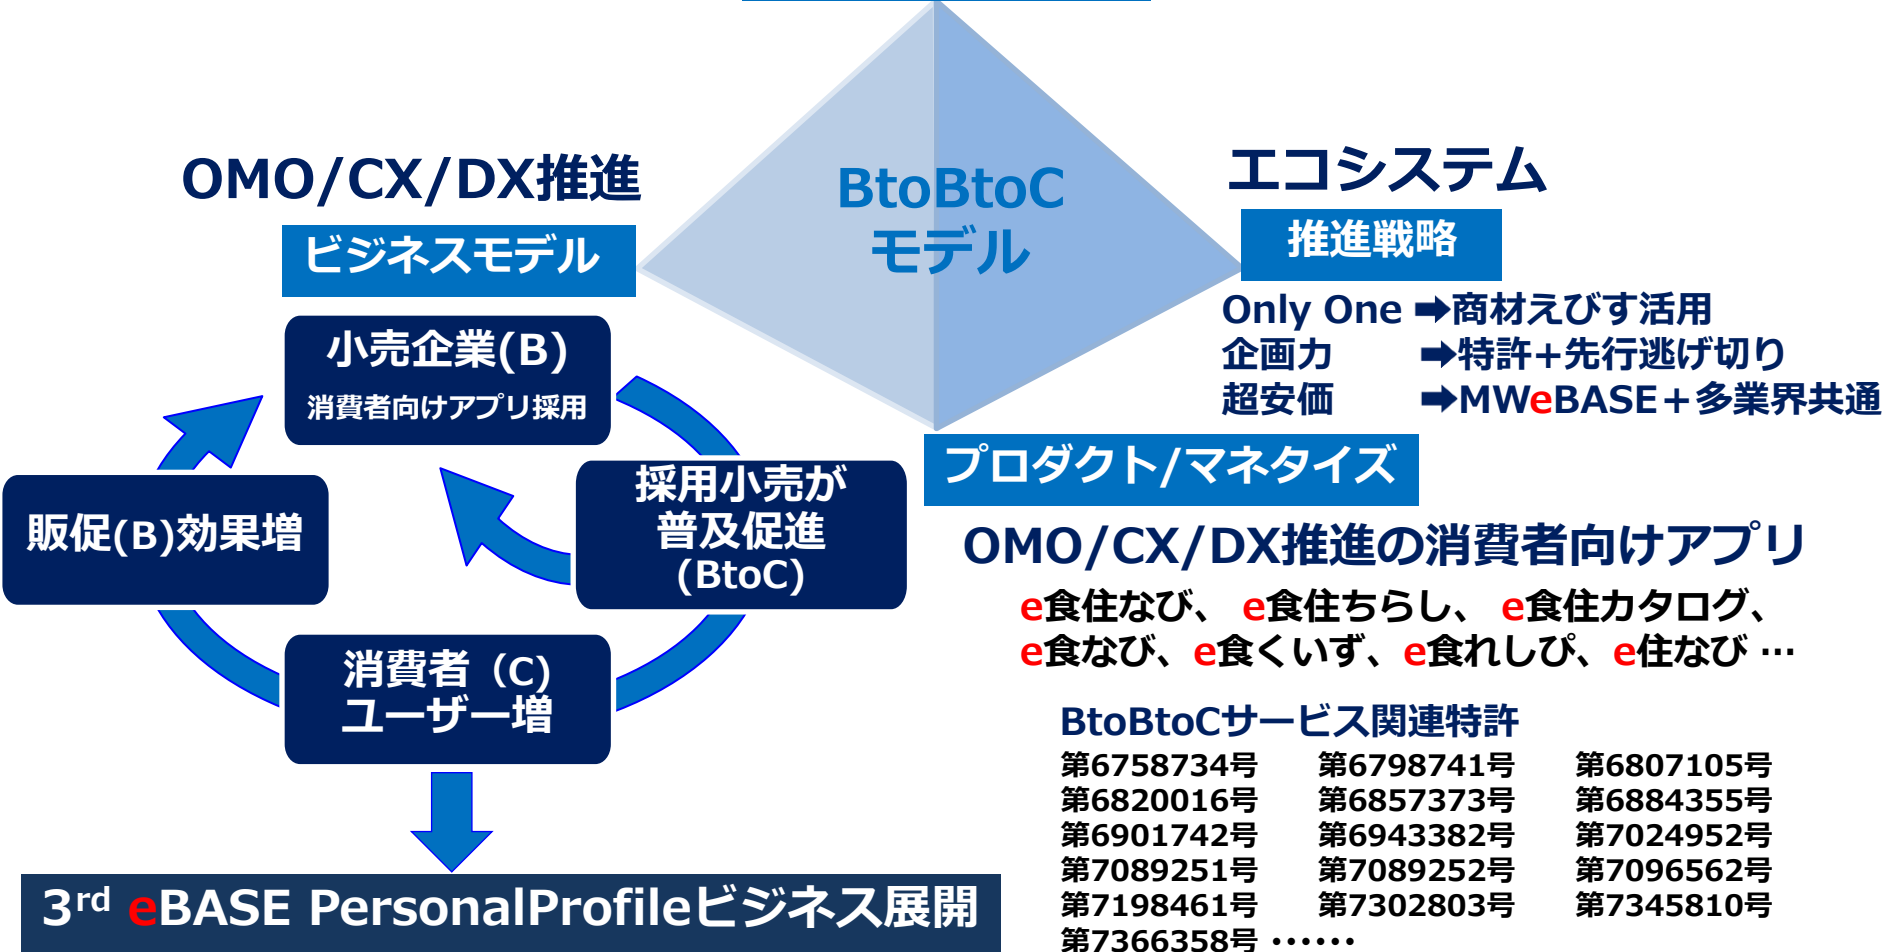 OMO/CX/DX推進
ビジネスモデル
小売企業(B)
消費者向けアプリ採用
採用小売が
普及促進
(BtoC)
販促(B)効果増
消費者（C)
ユーザー増
3rd eBASE PersonalProfileビジネス展開
BtoBtoC
モデル
エコシステム
推進戦略
Only One ➡商材えびす活用
企画力 ➡特許+先行逃げ切り
超安価 ➡MWeBASE＋多業界共通
プロダクト/マネタイズ
OMO/CX/DX推進の消費者向けアプリ
e食住なび、 e食住ちらし、 e食住カタログ、
e食なび、e食くいず、e食れしぴ、e住なび …
BtoBtoCサービス関連特許
第6758734号 第6798741号 第6807105号
第6820016号 第6857373号 第6884355号
第6901742号 第6943382号 第7024952号
第7089251号 第7089252号 第7096562号
第7198461号 第7302803号 第7345810号
第7366358号 ‥‥‥